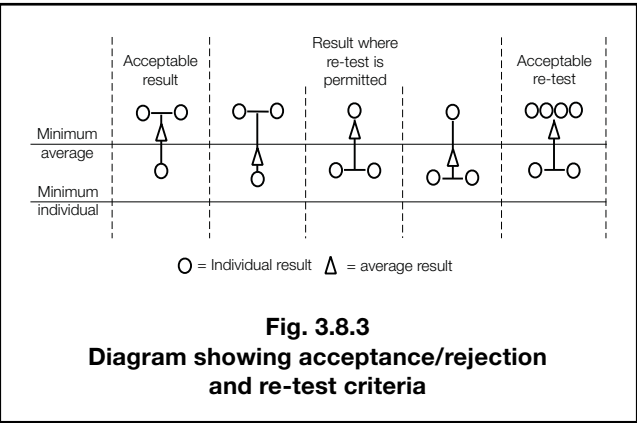 Acceptable
result
Result where
re-test is
permitted
Acceptable
re-test
Minimum
average
Minimum
individual
= Individual result = average result
Fig. 3.8.3
Diagram showing acceptance/rejection
and re-test criteria